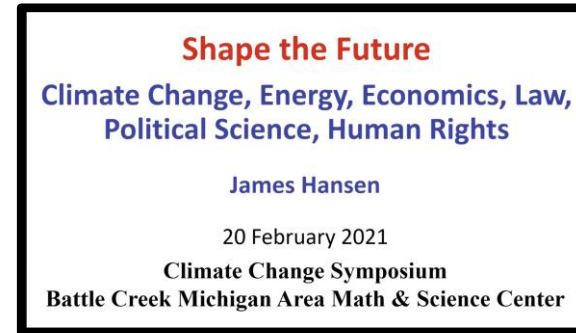 Shape the Future
Climate Change, Energy, Economics, Law,
Political Science, Human Rights
James Hansen
20 February 2021
Climate Change Symposium
Battle Creek Michigan Area Math & Science Center